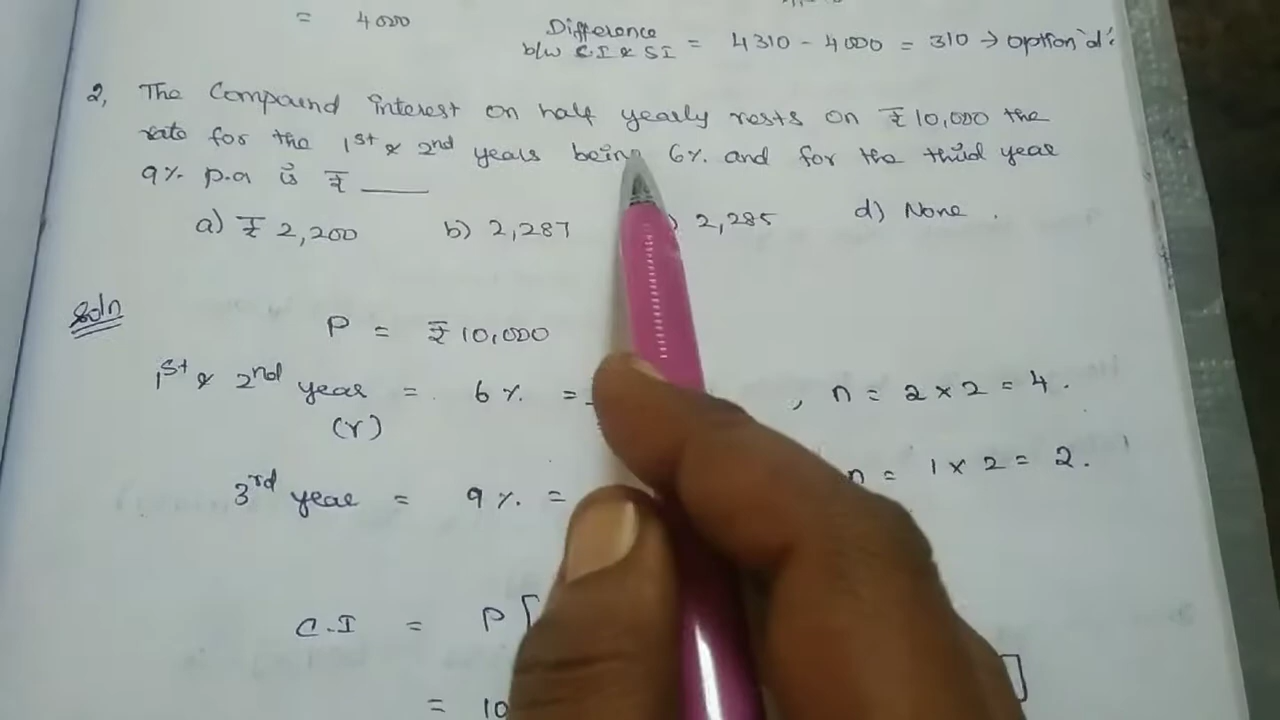 = 4000
Difference
b/w C.I & SI = 4310 - 4000 = 310 → option 'd'.
2, The Compound interest on half yearly rests on ₹10,000 the
rate for the 1st & 2nd years being 6% and for the third year
9% p.a is ₹ ____
a) ₹ 2,200 b) 2,287 ) 2,285 d) None .
Soln
P = ₹10,000
1st & 2nd year = 6% = , n = 2 × 2 = 4 .
(r)
3rd year = 9% = n = 1 × 2 = 2 .
C.I = P [
= 10 ]